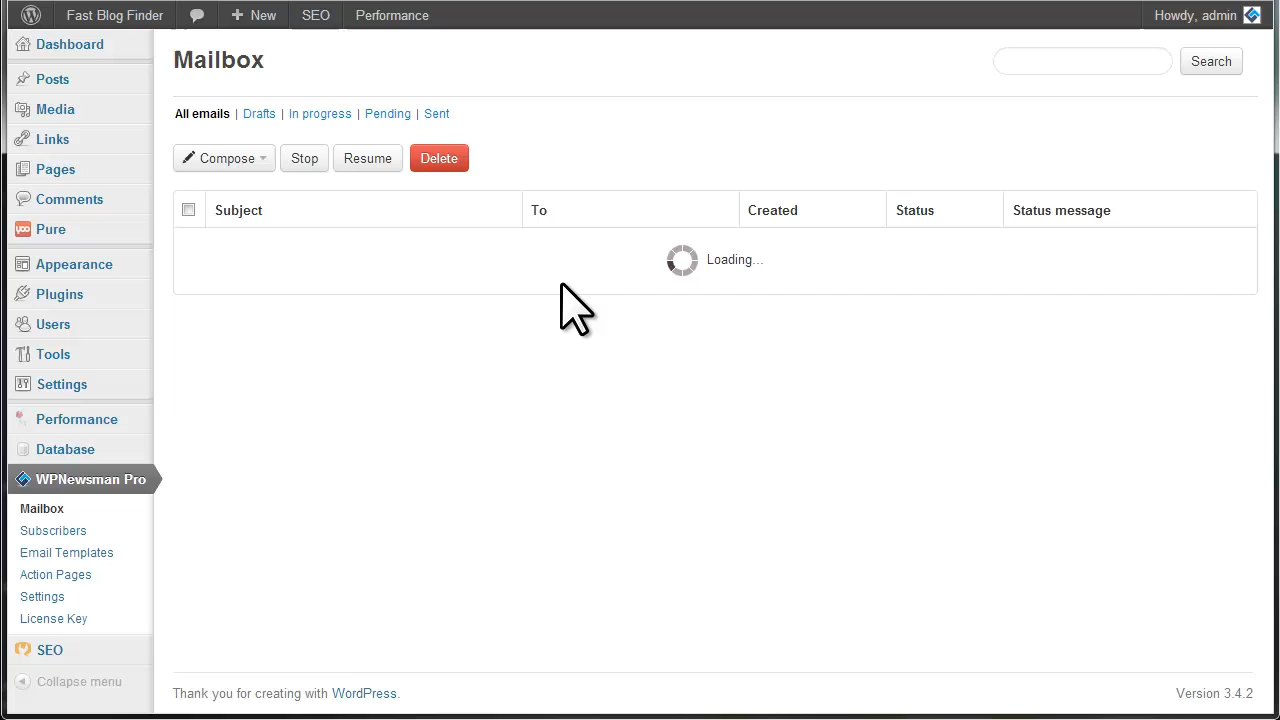 Fast Blog Finder
New
SEO
Performance
Howdy, admin
Dashboard
Posts
Media
Links
Pages
Comments
yoo Pure
Appearance
Plugins
Users
Tools
Settings
Performance
Database
WPNewsman Pro
Mailbox
Subscribers
Email Templates
Action Pages
Settings
License Key
SEO
Collapse menu
Mailbox
Search
All emails | Drafts | In progress | Pending | Sent
Compose Stop Resume Delete
Subject To Created Status Status message
Loading...
Thank you for creating with WordPress.
Version 3.4.2